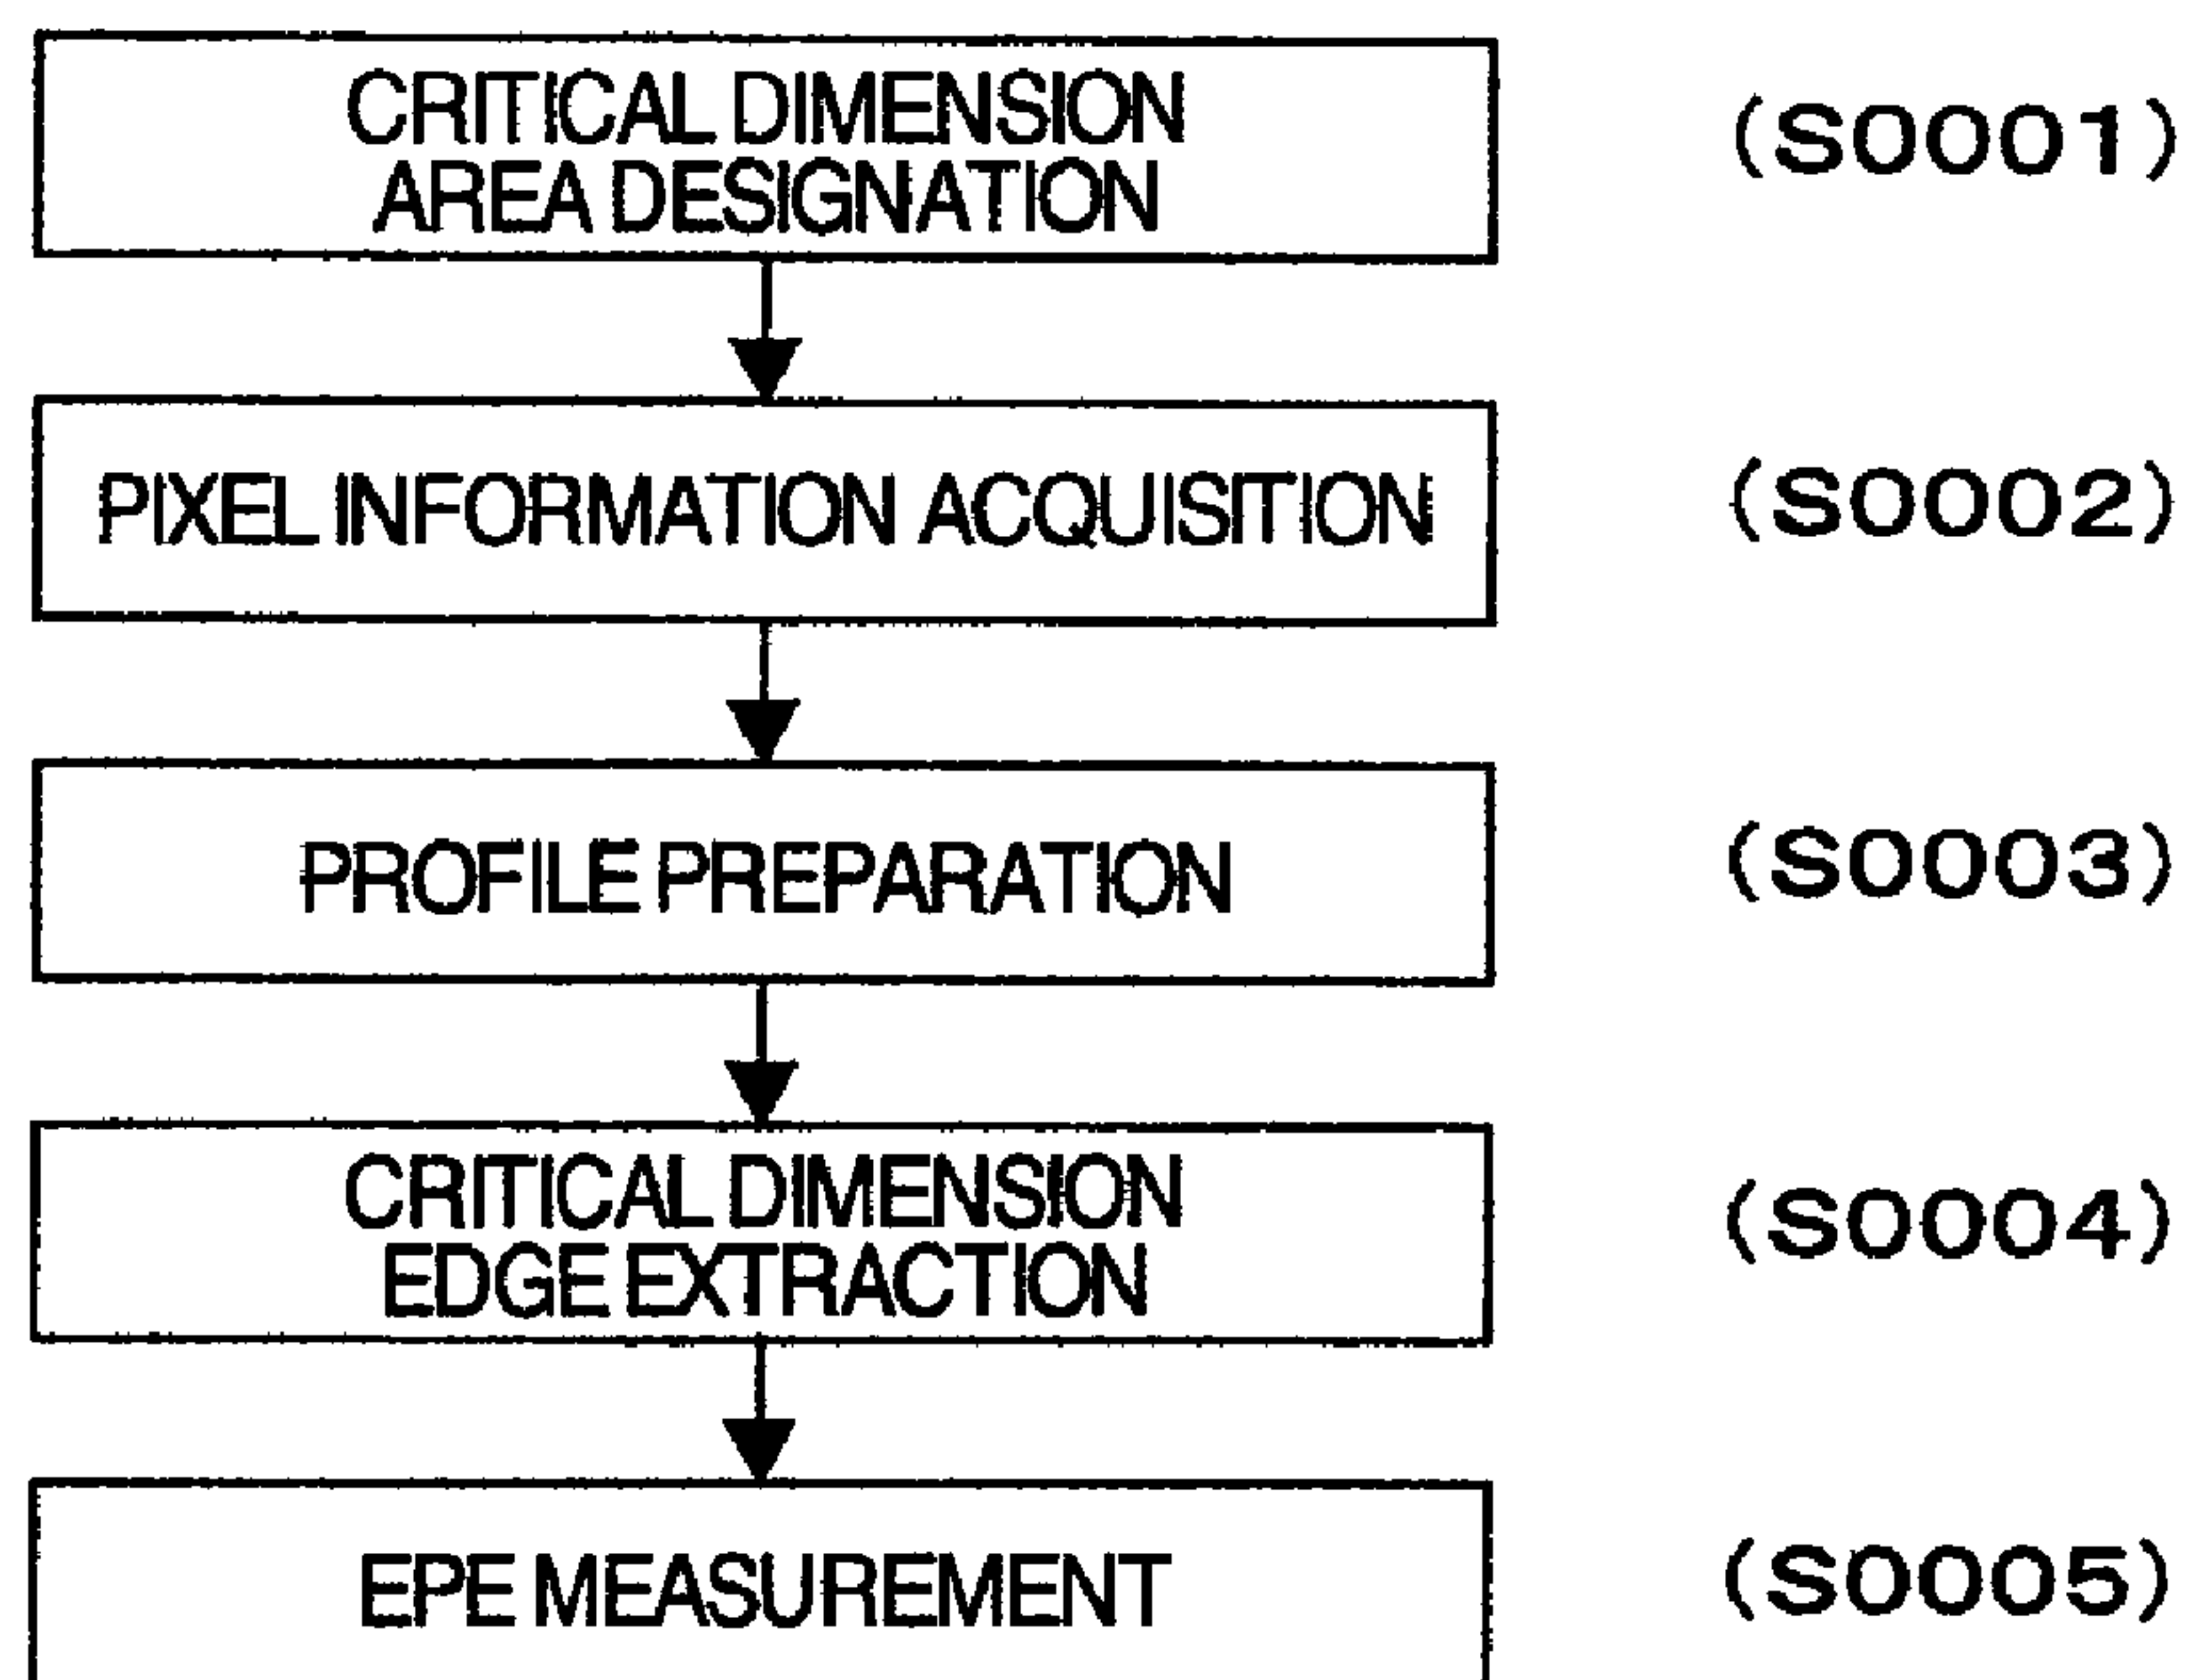 CRITICAL DIMENSION
AREA DESIGNATION
(S0001)
PIXEL INFORMATION ACQUISITION
(S0002)
PROFILE PREPARATION
(S0003)
CRITICAL DIMENSION
EDGE EXTRACTION
(S0004)
EPE MEASUREMENT
(S0005)